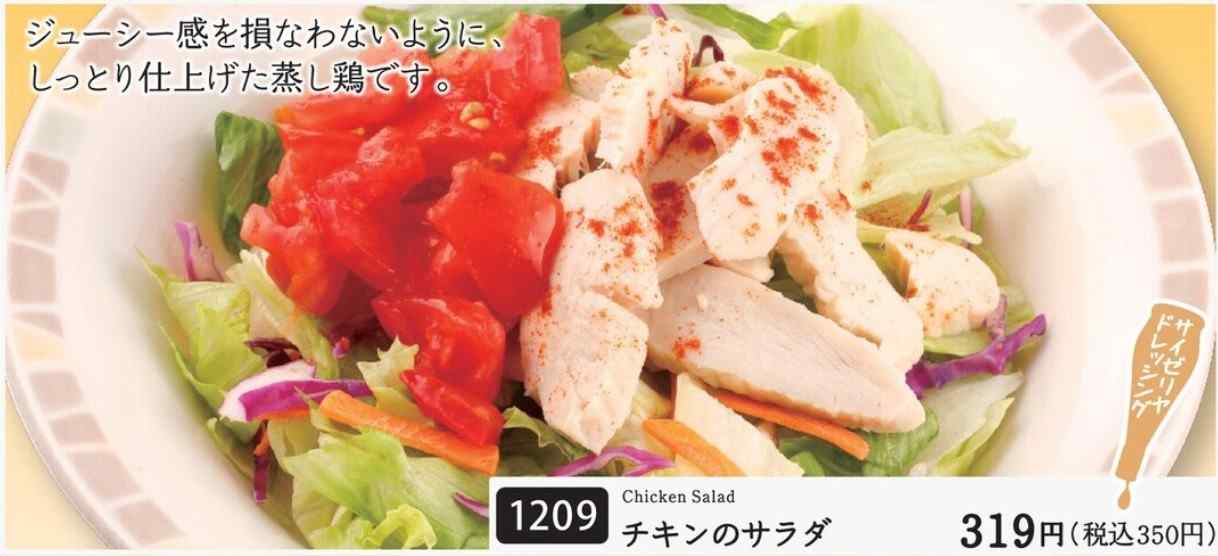 ジューシー感を損なわないように、
しっとり仕上げた蒸し鶏です。
サイゼリヤ
ドレッシング
1209
Chicken Salad
チキンのサラダ
319円(税込350円)